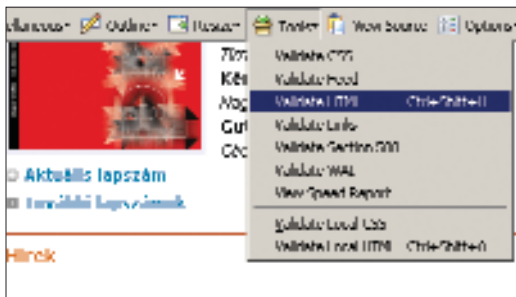 Outline Resize Tools View Source Options
Validate CSS
Validate Feed
Validate HTML Ctrl+Shift+H
Validate Links
Validate Section 508
Validate WAI
View Speed Report
Validate Local CSS
Validate Local HTML Ctrl+Shift+A
Aktuális lapszám
További lapszámok
Hírek